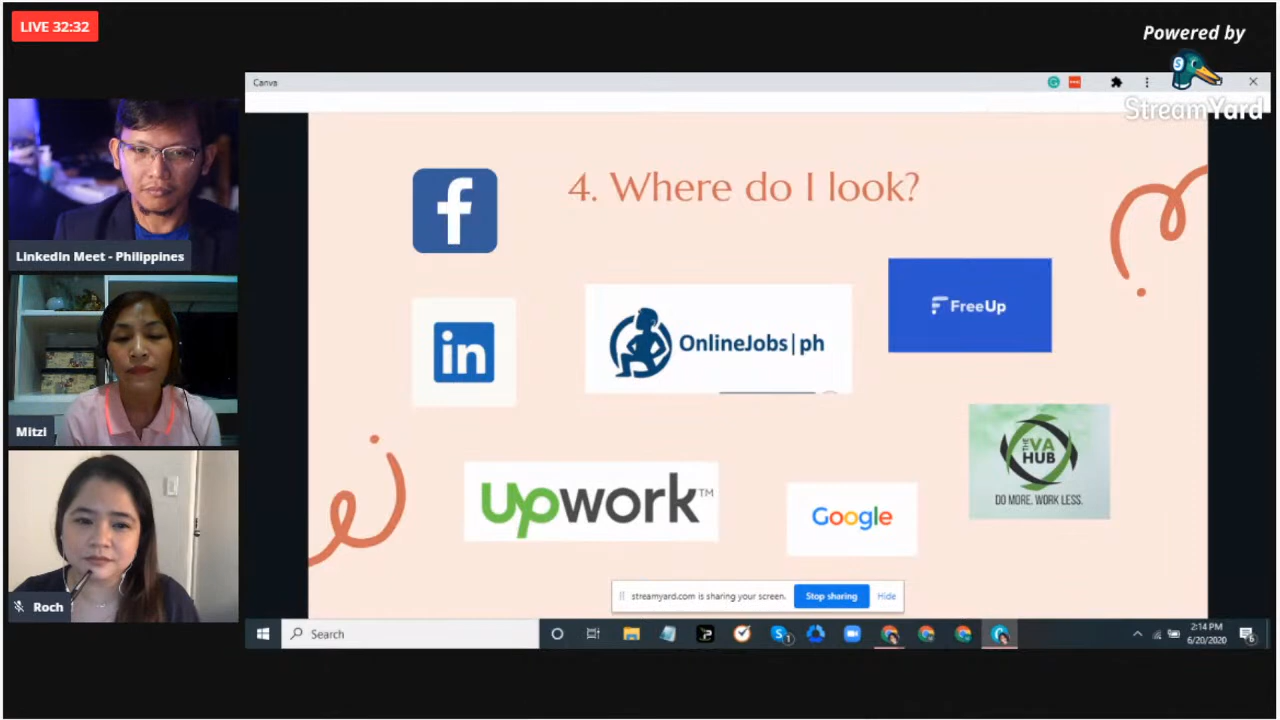 LIVE 32:32
Powered by
StreamYard
Canva
LinkedIn Meet - Philippines
Mitzi
Roch
4. Where do I look?
f
in
OnlineJobs|ph
F FreeUp
THE VA
HUB
DO MORE. WORK LESS.
upwork™
Google
streamyard.com is sharing your screen.
Stop sharing
Hide
Search
2:14 PM
6/20/2020